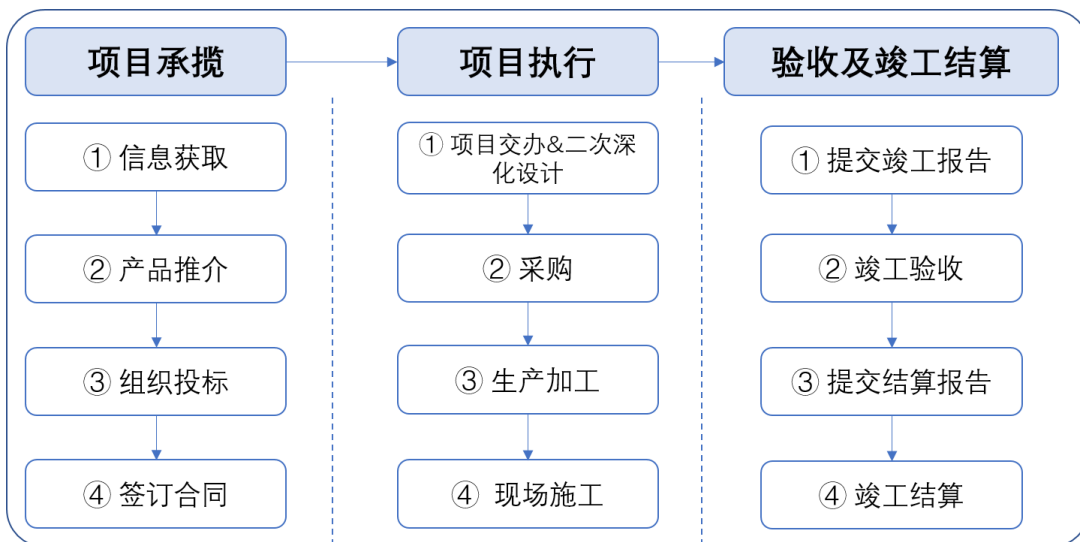 项目承揽
项目执行
验收及竣工结算
① 信息获取
② 产品推介
③ 组织投标
④ 签订合同
① 项目交办&二次深
化设计
② 采购
③ 生产加工
④ 现场施工
① 提交竣工报告
② 竣工验收
③ 提交结算报告
④ 竣工结算